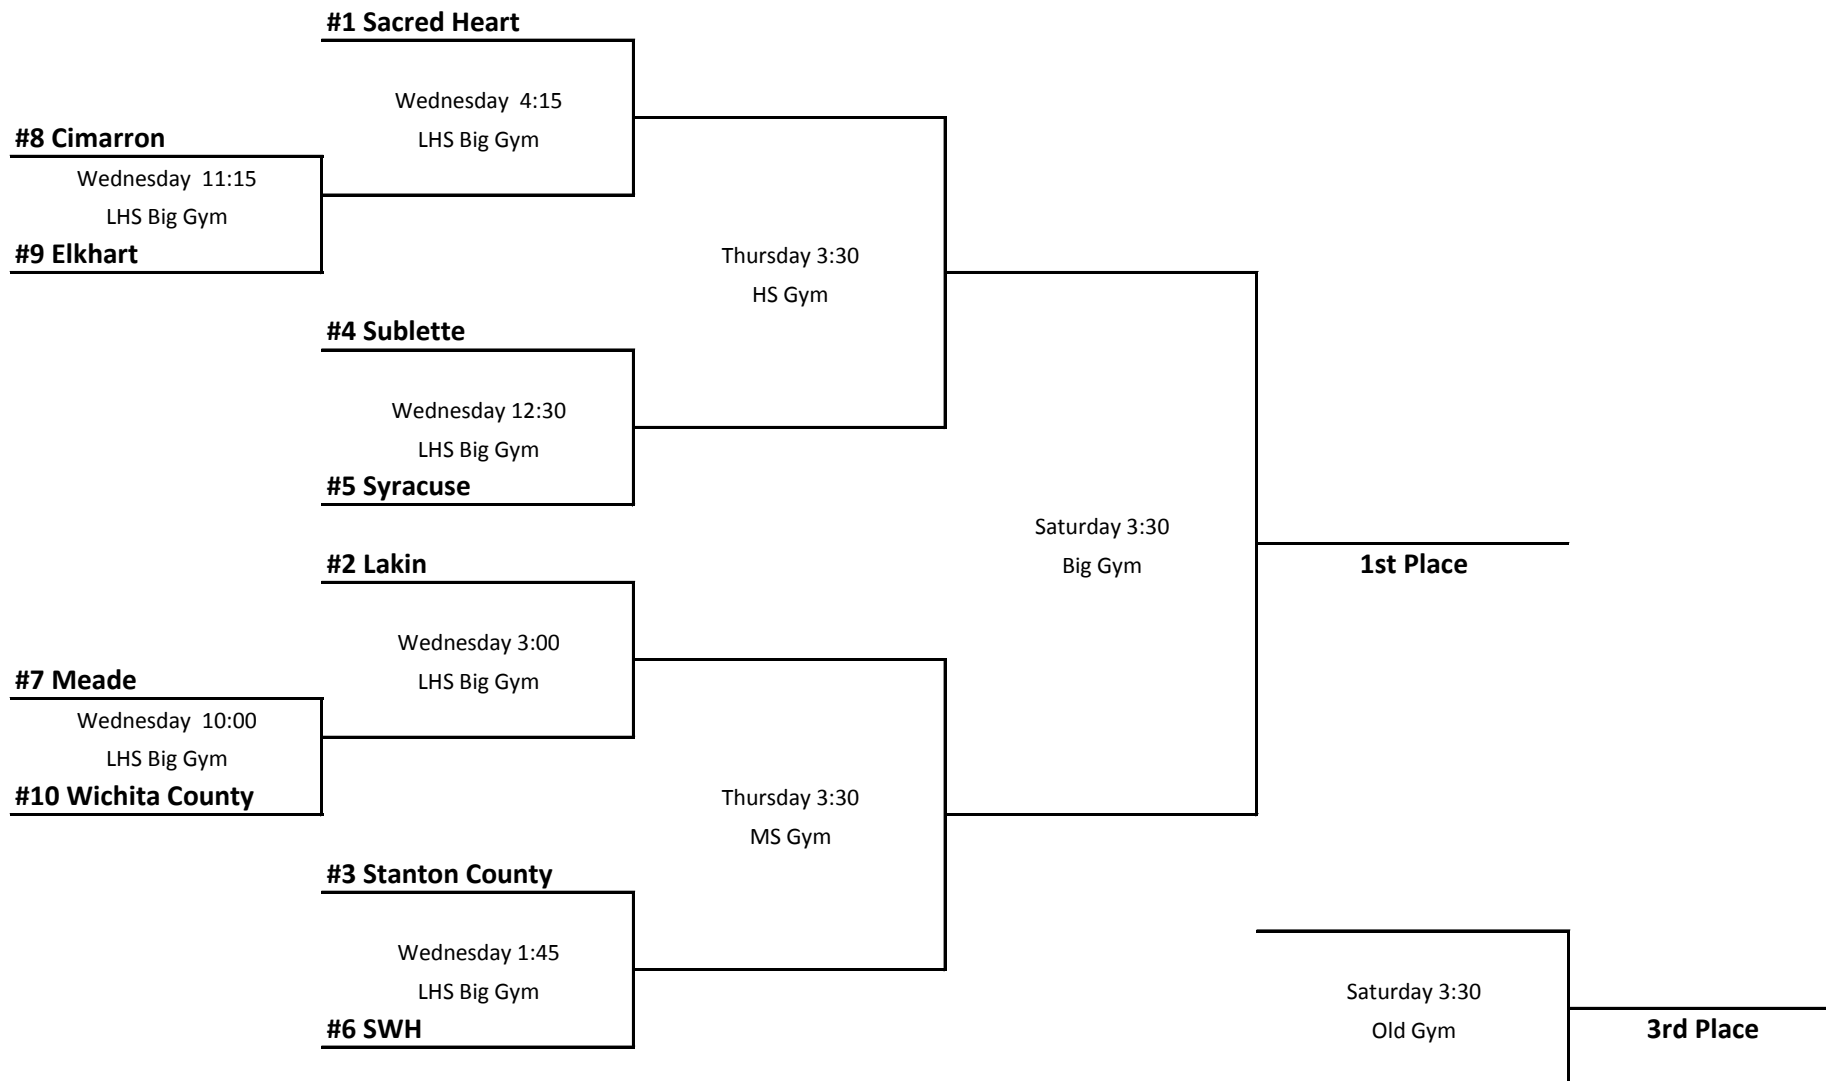 #1 Sacred Heart
Wednesday  4:15
LHS Big Gym
#8 Cimarron
Wednesday  11:15
LHS Big Gym
#9 Elkhart
Thursday 3:30
HS Gym
#4 Sublette
Wednesday 12:30
LHS Big Gym
#5 Syracuse
Saturday 3:30
Big Gym
1st Place
#2 Lakin
Wednesday 3:00
LHS Big Gym
#7 Meade
Wednesday  10:00
LHS Big Gym
#10 Wichita County
Thursday 3:30
MS Gym
#3 Stanton County
Wednesday 1:45
LHS Big Gym
#6 SWH
Saturday 3:30
Old Gym
3rd Place